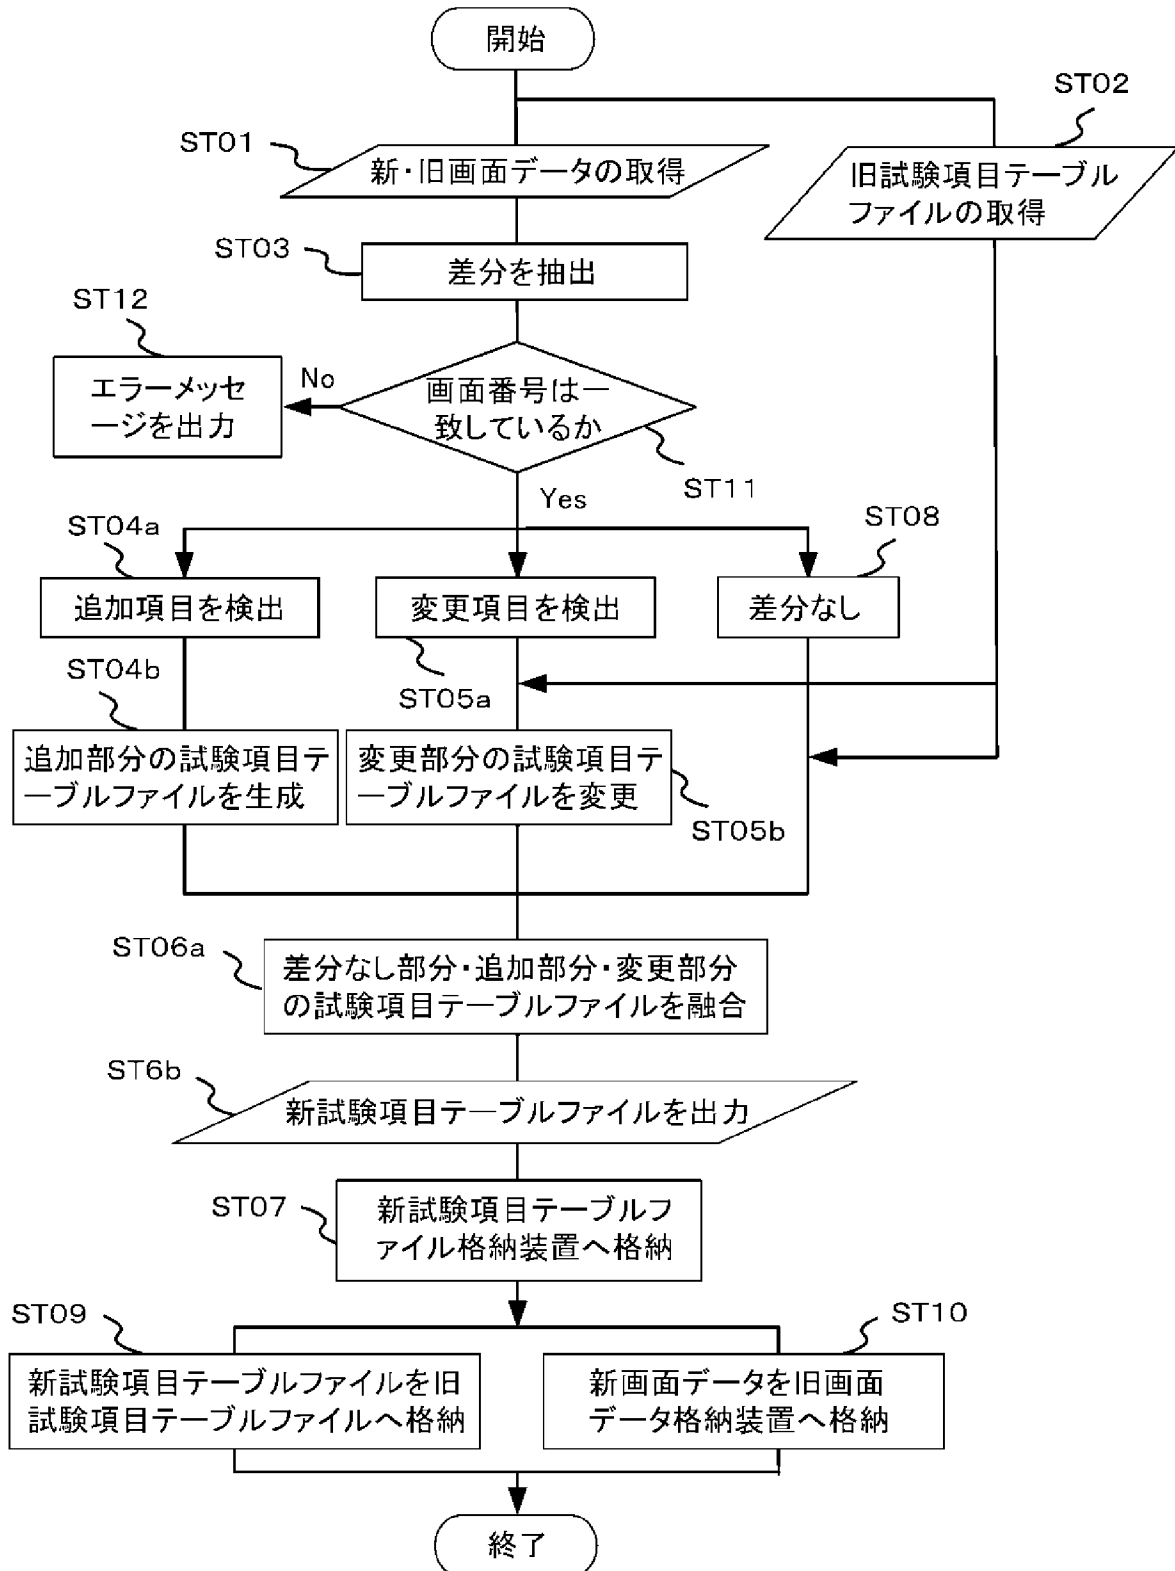 開始
ST02
ST01
新・旧画面データの取得
旧試験項目テーブル
ファイルの取得
ST03
差分を抽出
ST12
エラーメッセ
ージを出力
No
画面番号は一
致しているか
ST11
Yes
ST04a
ST08
追加項目を検出
変更項目を検出
差分なし
ST04b
ST05a
追加部分の試験項目テ
ーブルファイルを生成
変更部分の試験項目テ
ーブルファイルを変更
ST05b
ST06a
差分なし部分・追加部分・変更部分
の試験項目テーブルファイルを融合
ST6b
新試験項目テーブルファイルを出力
ST07
新試験項目テーブルフ
ァイル格納装置へ格納
ST09
ST10
新試験項目テーブルファイルを旧
試験項目テーブルファイルへ格納
新画面データを旧画面
データ格納装置へ格納
終了